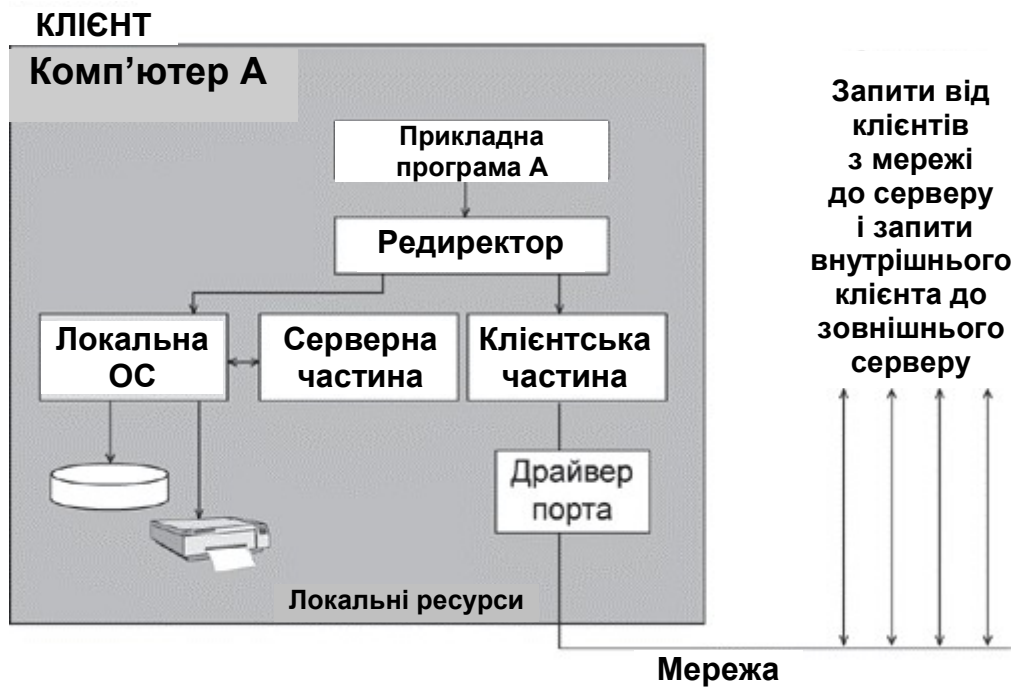 КЛІЄНТ
Комп’ютер А
Прикладна
програма А
Редиректор
Локальна
ОС
Серверна
частина
Клієнтська
частина
Драйвер
порта
Локальні ресурси
Мережа
Запити від
клієнтів
з мережі
до серверу
і запити
внутрішнього
клієнта до
зовнішнього
серверу